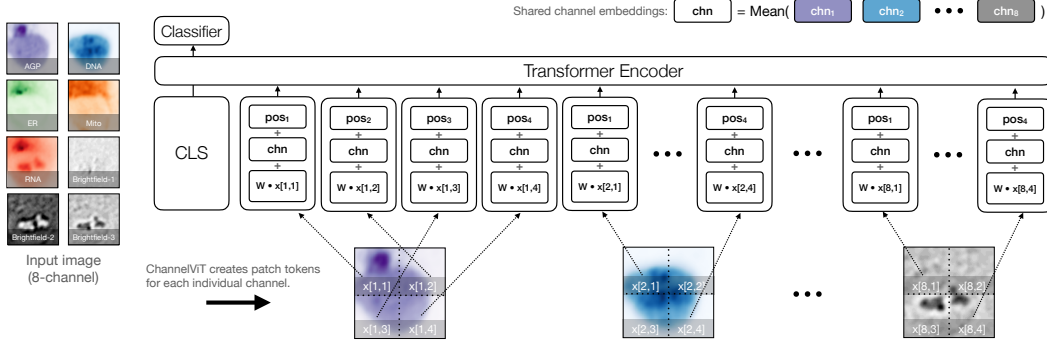 Shared channel embeddings: chn = Mean( chn₁ chn₂ ••• chn₈ )
Classifier
Transformer Encoder
AGP
DNA
ER
Mito
RNA
Brightfield-1
Brightfield-2
Brightfield-3
Input image
(8-channel)
CLS
pos₁ pos₂ pos₃ pos₄ pos₁ pos₄ pos₁ pos₄
+ + + + + + + +
chn chn chn chn chn ••• chn ••• chn ••• chn
+ + + + + + + +
W • x[1,1] W • x[1,2] W • x[1,3] W • x[1,4] W • x[2,1] W • x[2,4] W • x[8,1] W • x[8,4]
ChannelViT creates patch tokens
for each individual channel.
x[1,1] x[1,2]
x[1,3] x[1,4]
x[2,1] x[2,2]
x[2,3] x[2,4]
•••
x[8,1] x[8,2]
x[8,3] x[8,4]